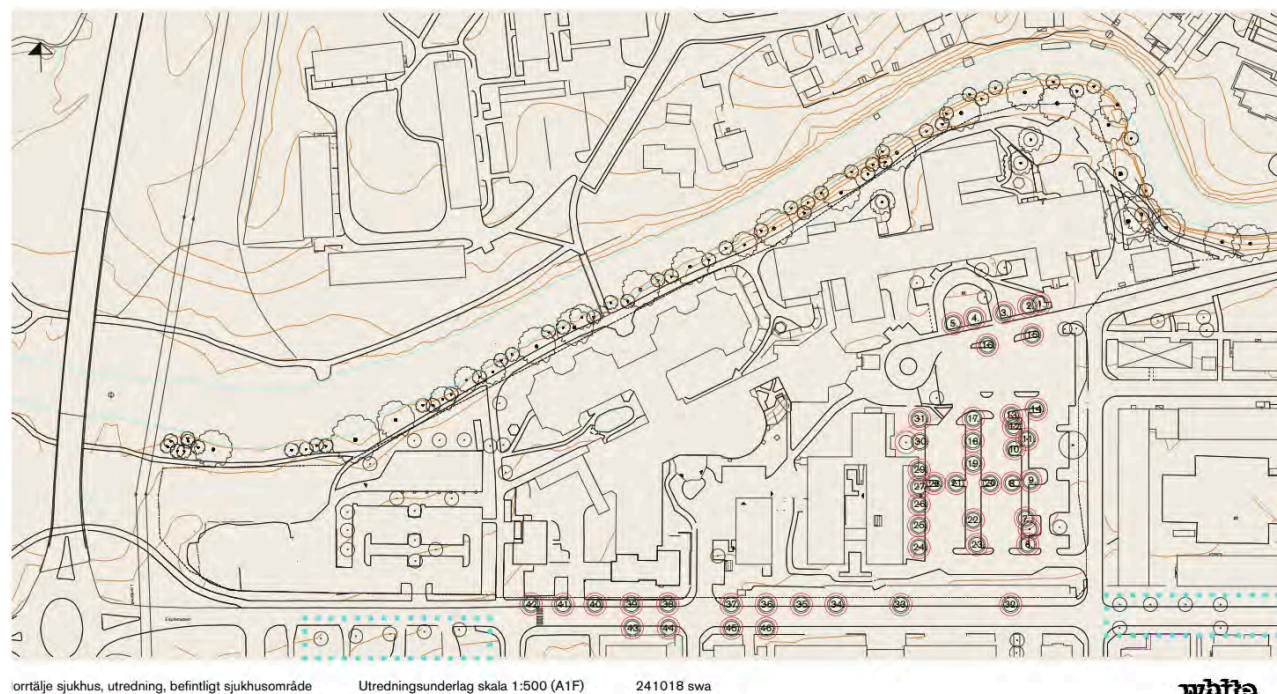 2 1
3
4
5
15 16
31 17 13 14
12
30 18 11
10
29 19
27 28 21 20 8 9
26
25 22 7
24 23 6
42 41 40 39 38 37 36 35 34 33 32
43 44 45 46
Esplanaden
orrtälje sjukhus, utredning, befintligt sjukhusområde Utredningsunderlag skala 1:500 (A1F) 241018 swa
white